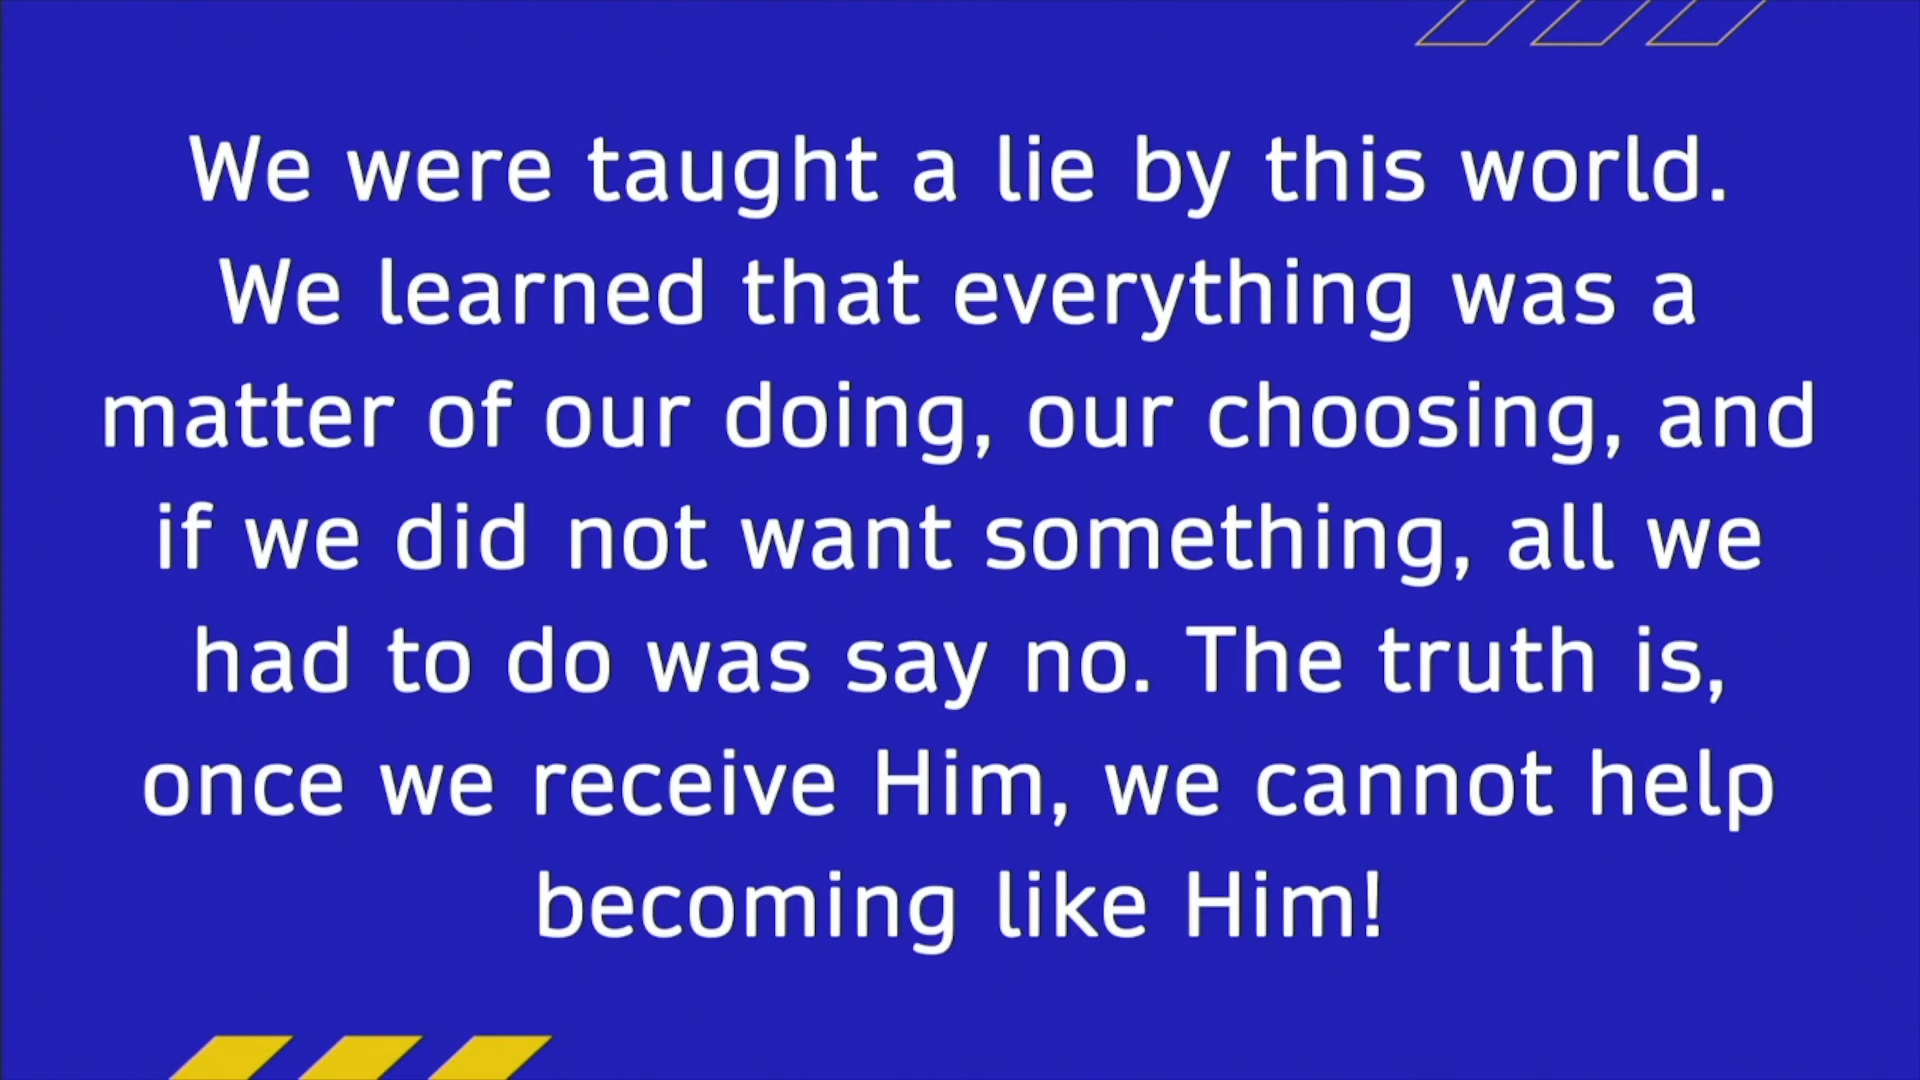 We were taught a lie by this world.
We learned that everything was a
matter of our doing, our choosing, and
if we did not want something, all we
had to do was say no. The truth is,
once we receive Him, we cannot help
becoming like Him!